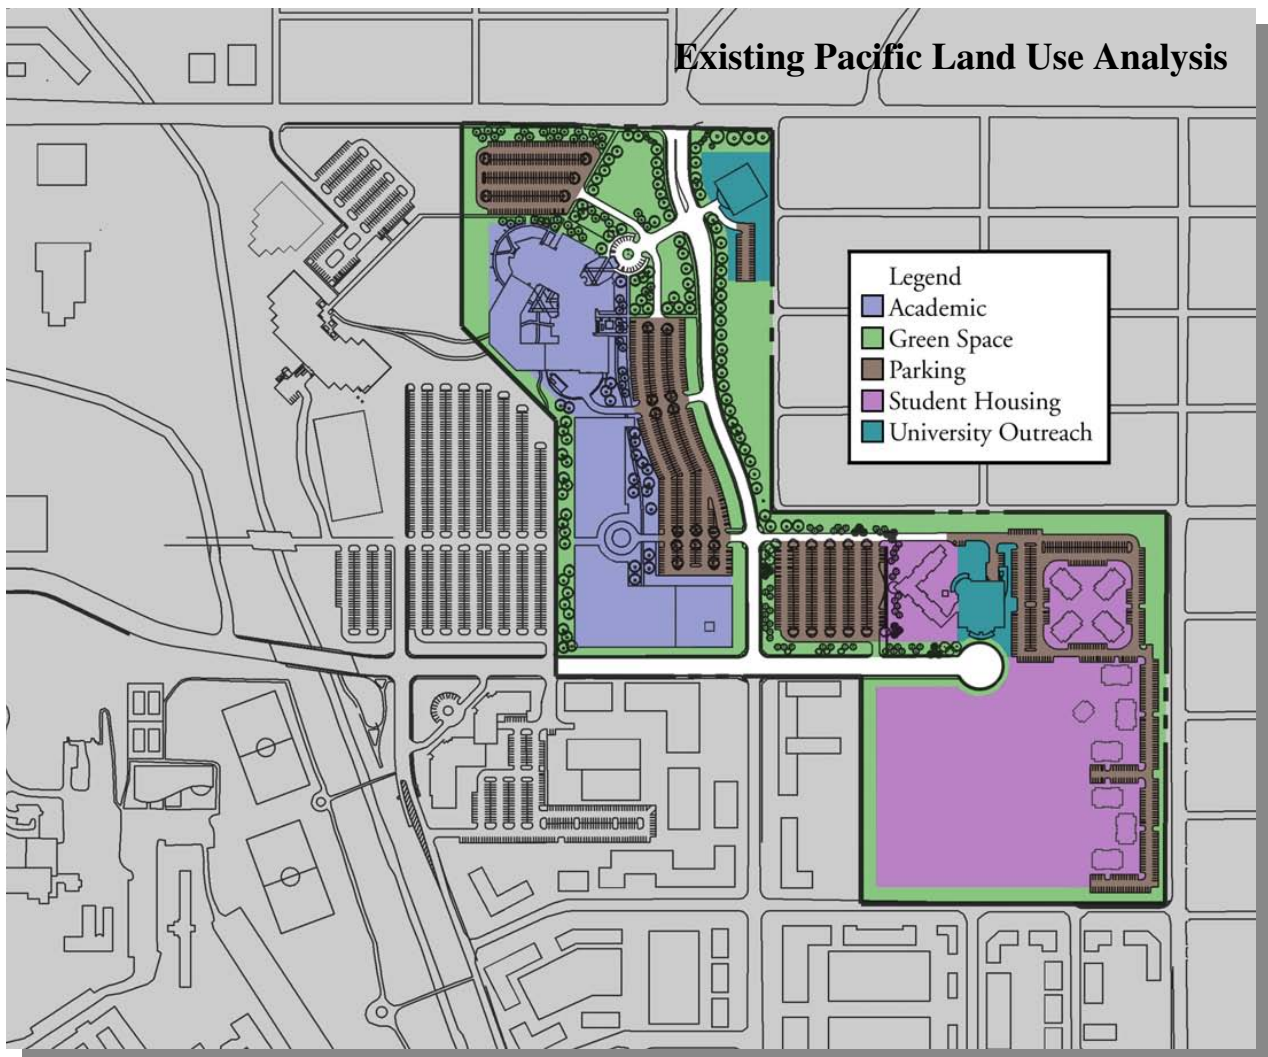 Existing Pacific Land Use Analysis
Legend
Academic
Green Space
Parking
Student Housing
University Outreach